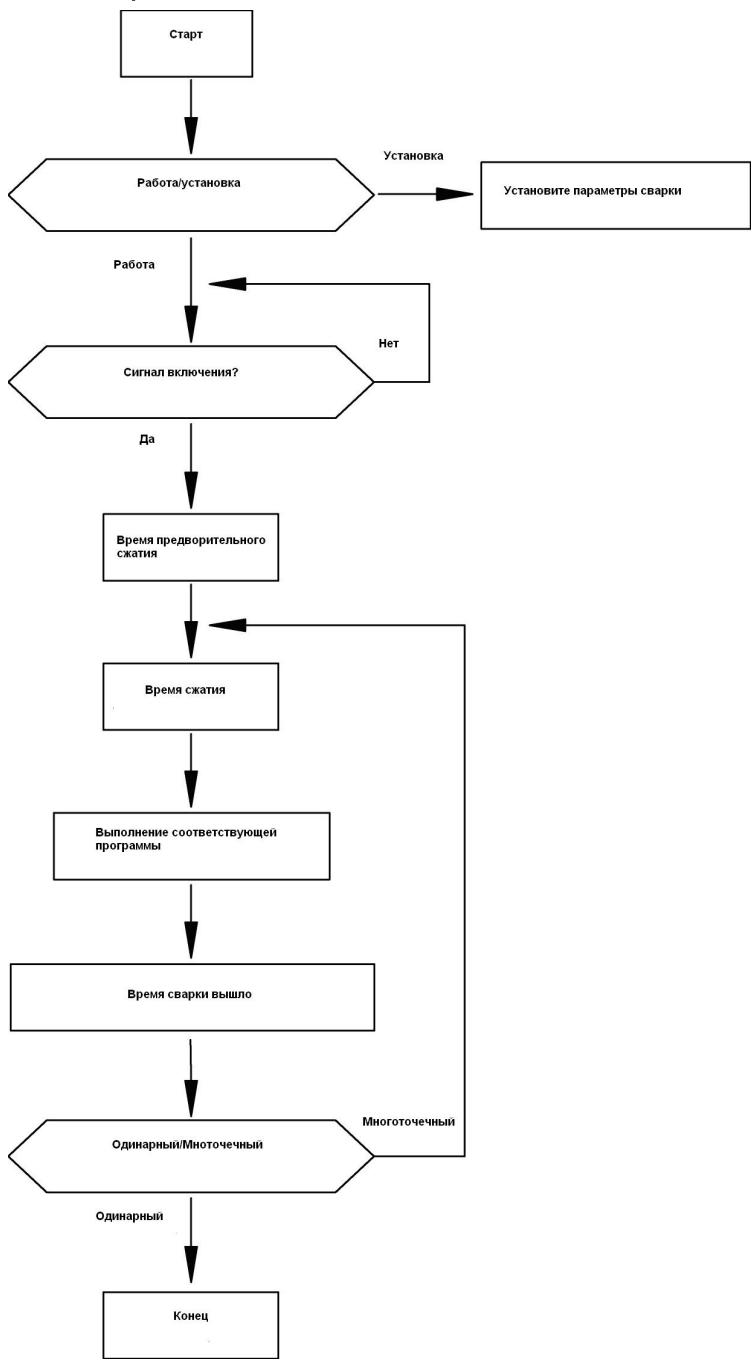 Старт
Работа/установка
Установка
Установите параметры сварки
Работа
Нет
Сигнал включения?
Да
Время предворительного
сжатия
Время сжатия
Выполнение соответствующей
программы
Время сварки вышло
Многоточечный
Одинарный/Многочечный
Одинарный
Конец